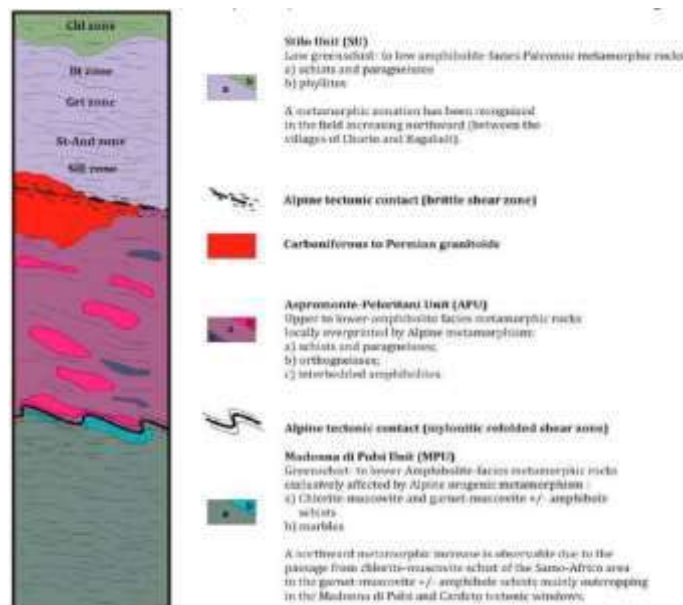 Chl zone
Bt zone
Grt zone
St-And zone
Sill zone
Stilo Unit (SU)
Low greenschist- to low amphibolite-facies Paleozoic metamorphic rocks
a) schists and paragneisses
b) phyllites
A metamorphic zonation has been recognized
in the field increasing northward (between the
villages of and
Alpine tectonic contact (brittle shear zone)
Carboniferous to Permian granitoids
Aspromonte-Peloritani Unit (APU)
Upper to lower-amphibolite facies metamorphic rocks
locally overprinted by Alpine metamorphism:
a) schists and paragneisses;
b) orthogneisses;
c) interbedded amphibolites.
Alpine tectonic contact (mylonitic refolded shear zone)
Madonna di Polsi Unit (MPU)
Greenschist- to lower Amphibolite-facies metamorphic rocks
exclusively affected by Alpine orogenic metamorphism :
a) Chlorite-muscovite and garnet-muscovite +/- amphibole
schists
b) marbles
A northward metamorphic increase is observable due to the
passage from chlorite-muscovite schist of the Samo-Africo area
to the garnet-muscovite +/- amphibole schists mainly outcropping
in the Madonna di Polsi and Cardeto tectonic windows.